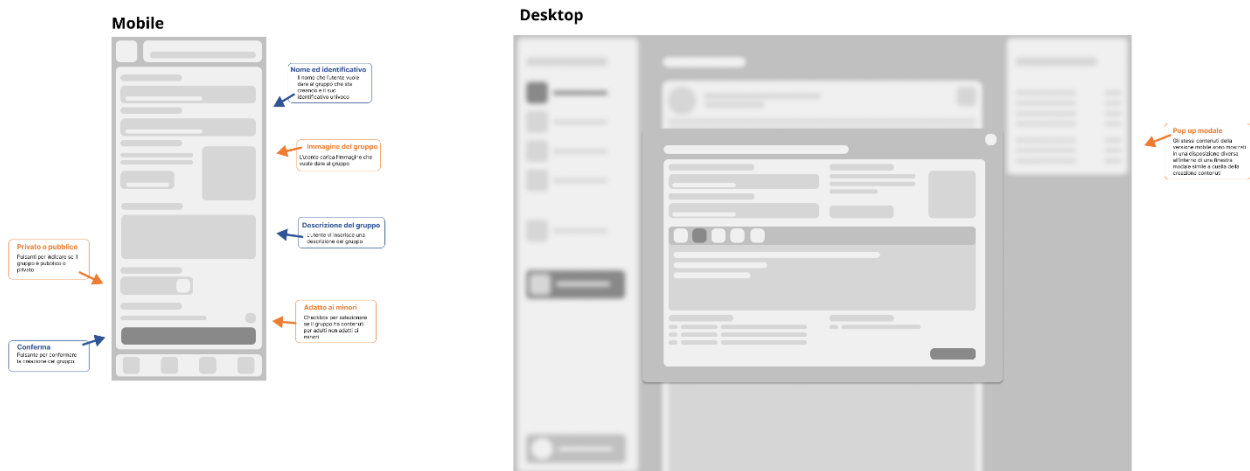 Mobile
Nome ed identificativo
Il nome che l'utente vuole
dare al gruppo che sta
creando e il suo
identificativo univoco
Immagine del gruppo
L'utente carica l'immagine che
vuole dare al gruppo
Descrizione del gruppo
L'utente vi inserisce una
descrizione del gruppo
Privato o pubblico
Pulsanti per indicare se il
gruppo è pubblico o
privato
Adatto ai minori
Checkbox per selezionare
se il gruppo ha contenuti
per adulti non adatti ai
minori
Conferma
Pulsante per confermare
la creazione del gruppo
Desktop
Pop up modale
Gli stessi contenuti della
versione mobile sono mostrati
in una disposizione diversa
all'interno di una finestra
modale simile a quella della
creazione contenuti